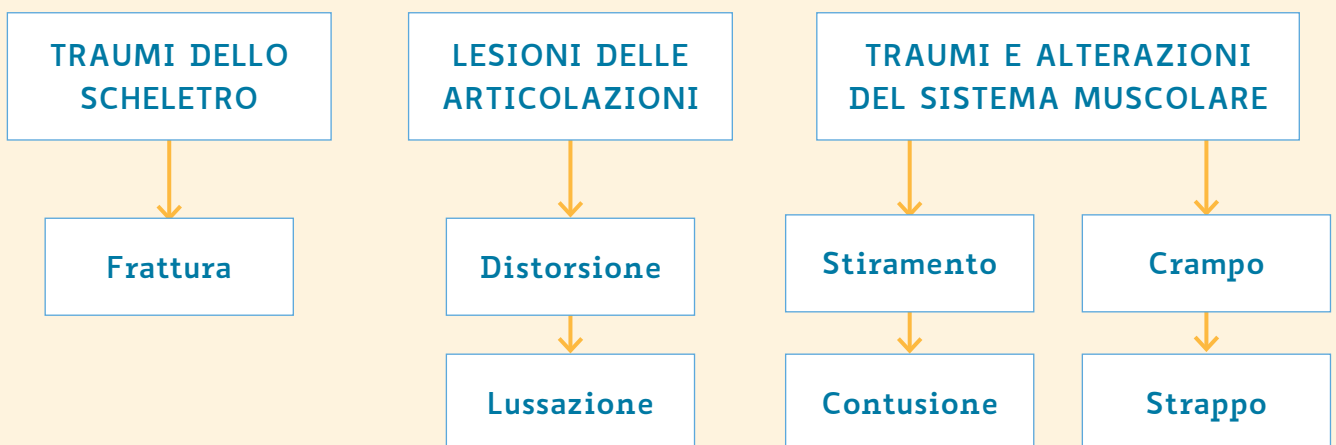 TRAUMI DELLO
SCHELETRO
LESIONI DELLE
ARTICOLAZIONI
TRAUMI E ALTERAZIONI
DEL SISTEMA MUSCOLARE
Frattura
Distorsione
Stiramento
Crampo
Lussazione
Contusione
Strappo